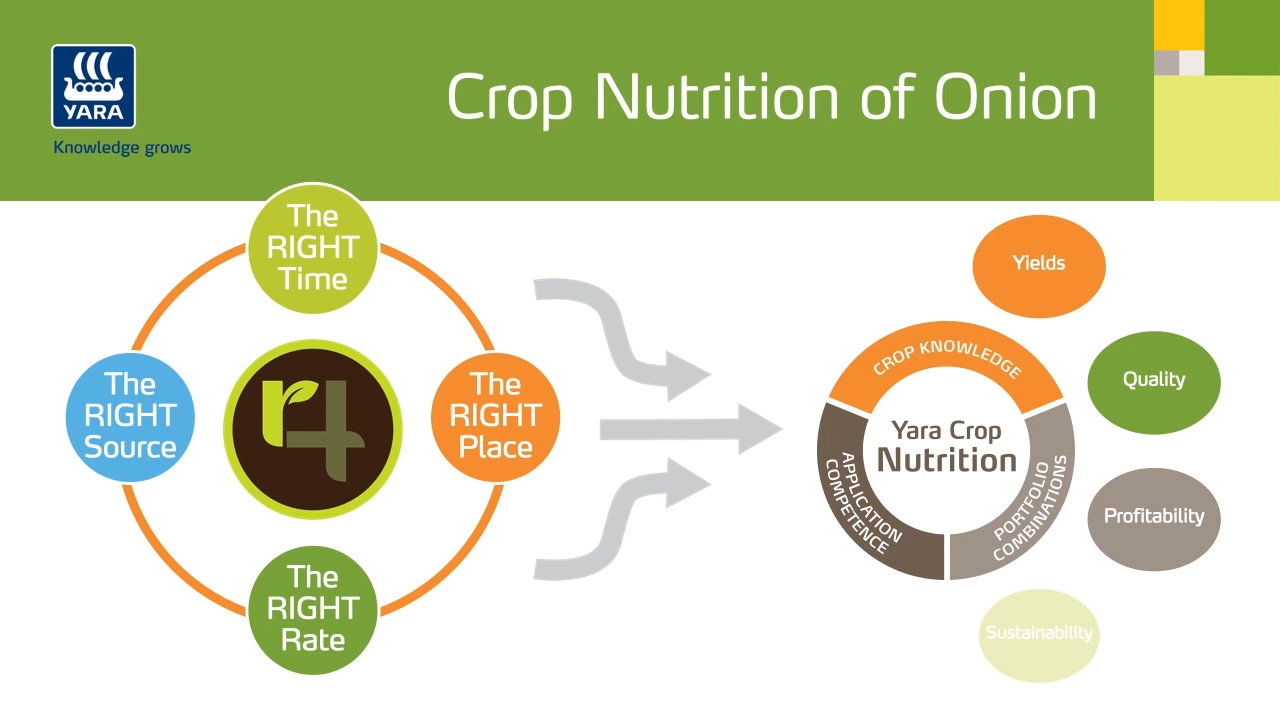 YARA
Knowledge grows
Crop Nutrition of Onion
The
RIGHT
Time
The
RIGHT
Source
r4
The
RIGHT
Place
The
RIGHT
Rate
CROP KNOWLEDGE
Yara Crop
Nutrition
APPLICATION
COMPETENCE
PORTFOLIO
COMBINATIONS
Yields
Quality
Profitability
Sustainability